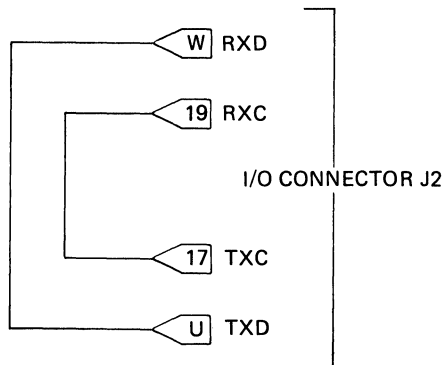 W RXD
19 RXC
I/O CONNECTOR J2
17 TXC
U TXD